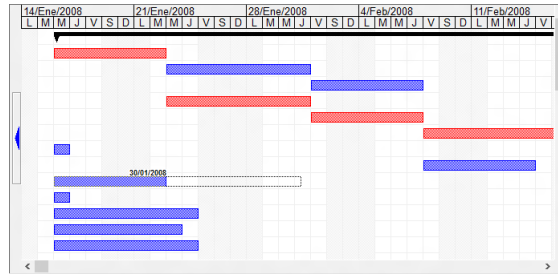 14/Ene/2008 21/Ene/2008 28/Ene/2008 4/Feb/2008 11/Feb/2008
L M M J V S D L M M J V S D L M M J V S D L M M J V S D L M M J V
30/01/2008